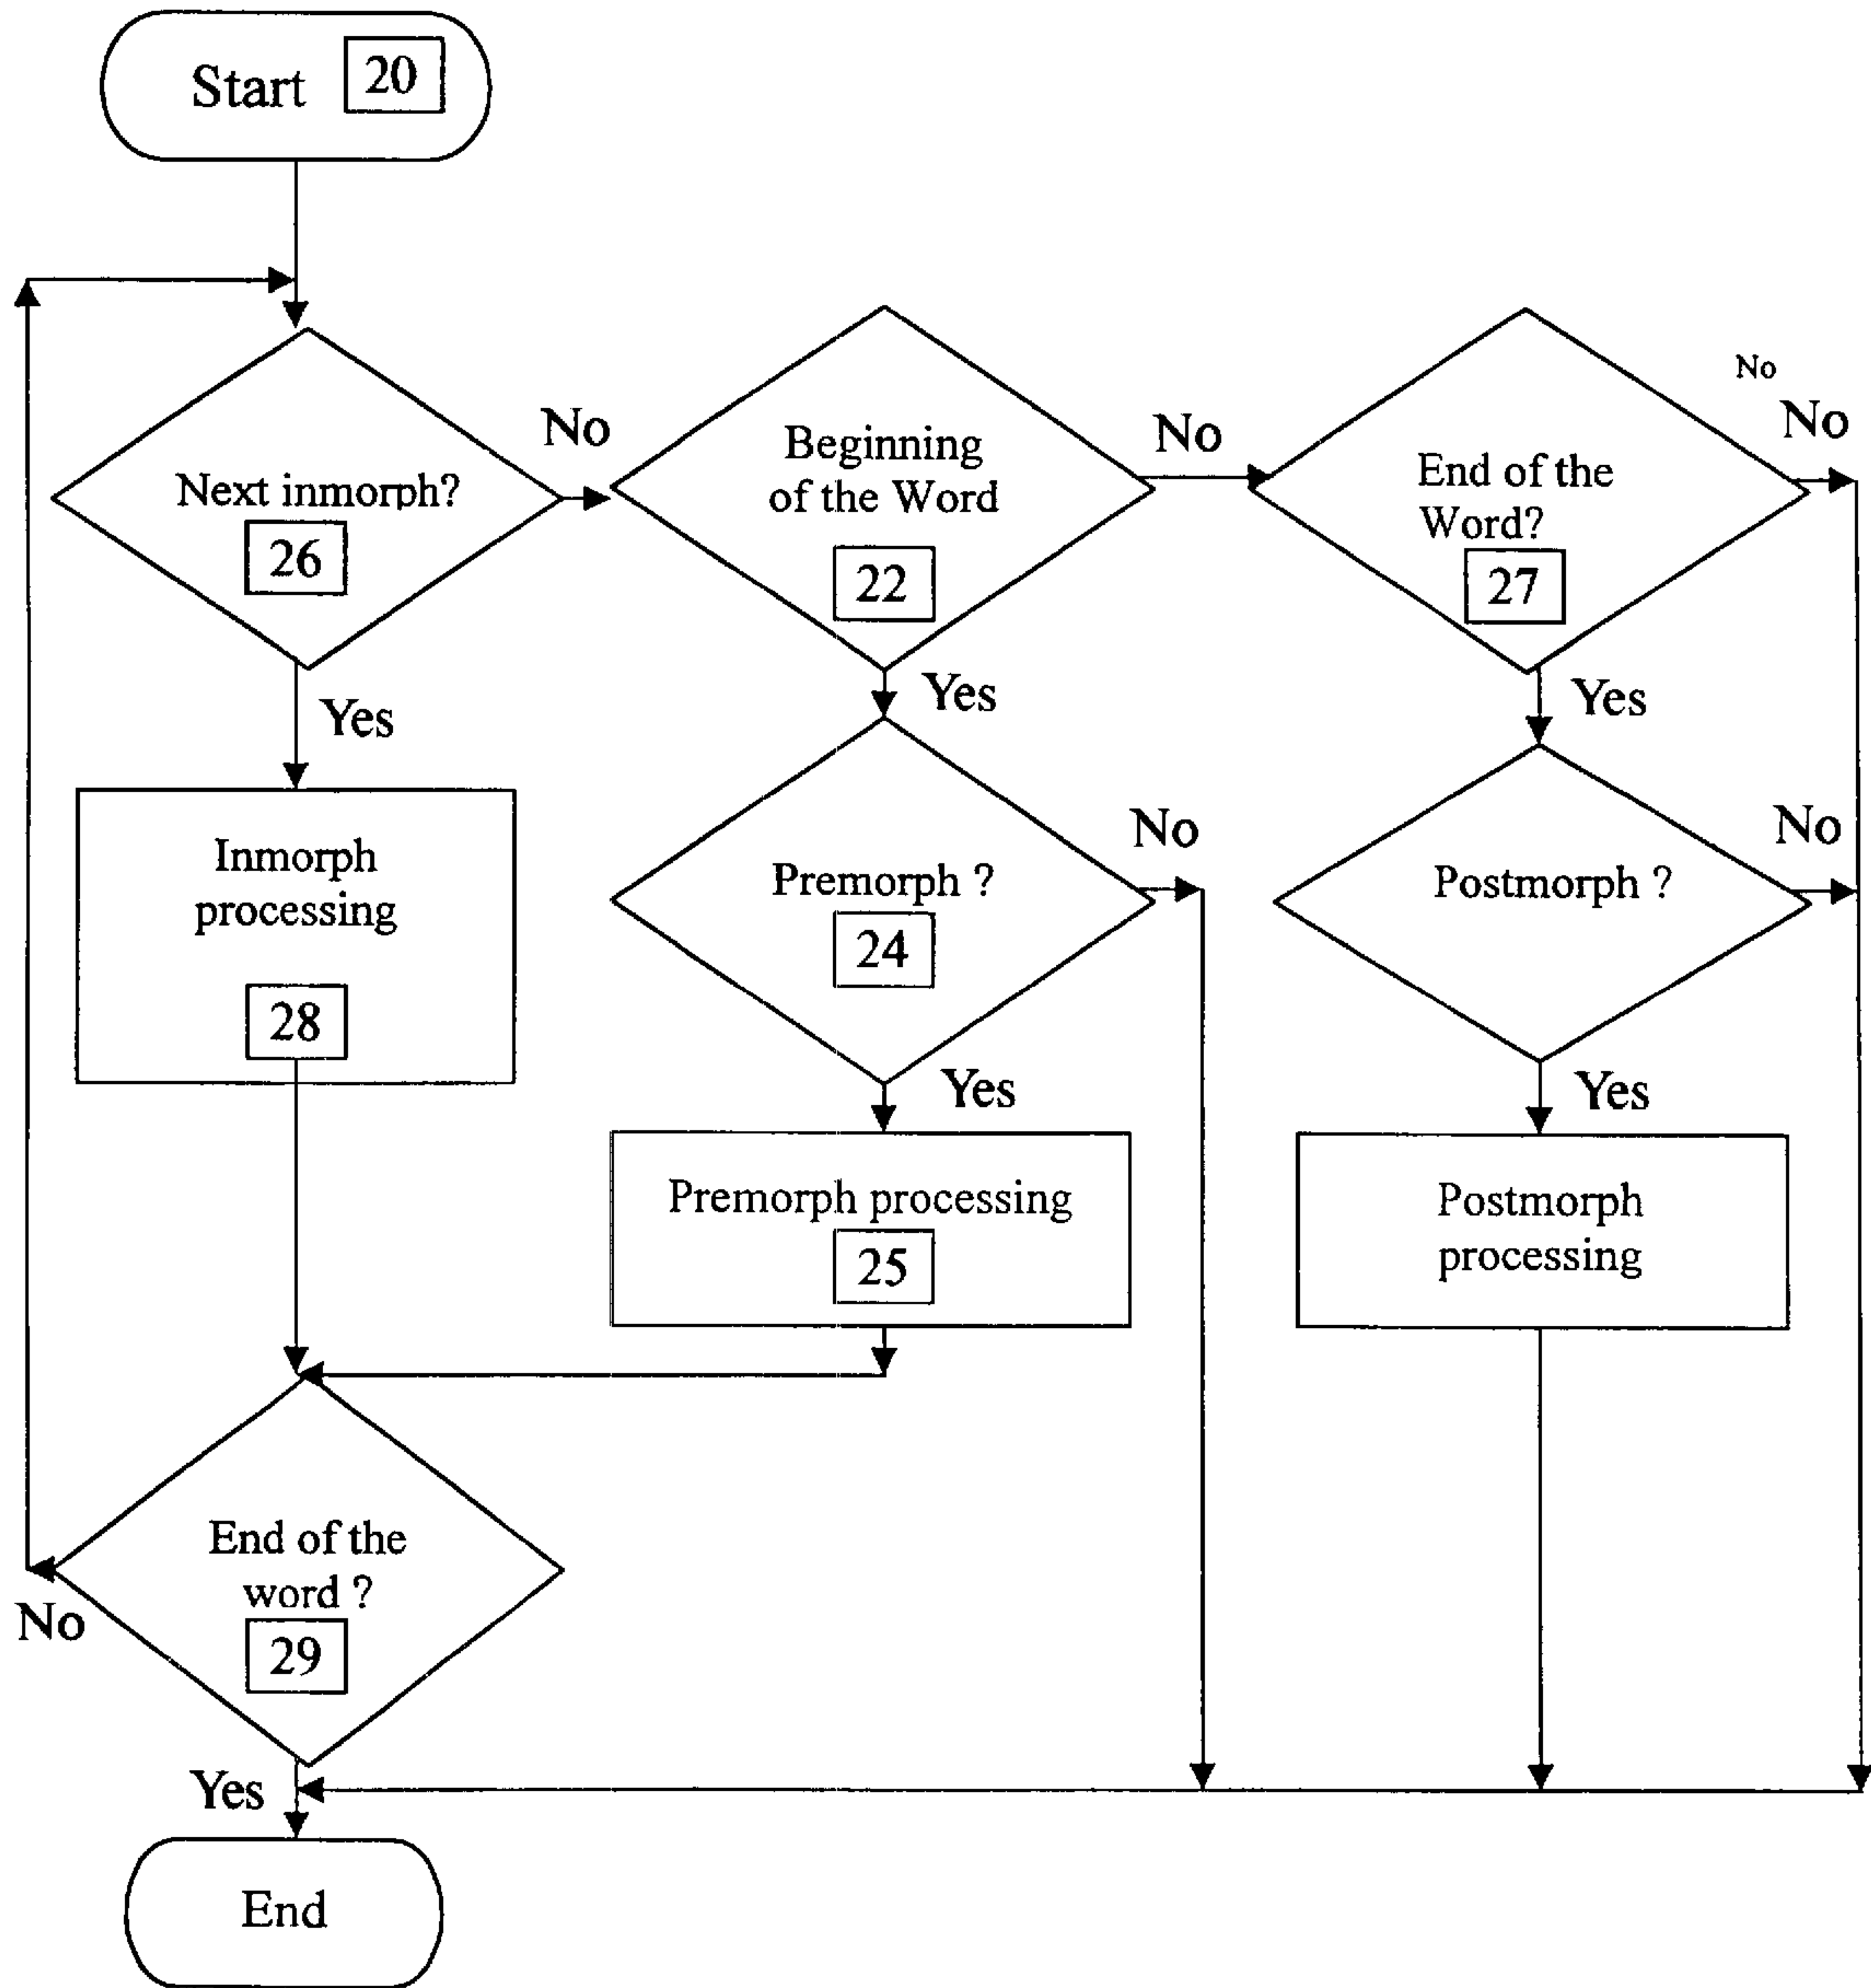 Start 20
Next inmorph?
26
No
Beginning
of the Word
22
No
End of the
Word?
27
No
No
Yes
Yes
Yes
Inmorph
processing
28
Premorph ?
24
No
Postmorph ?
No
Yes
Yes
Premorph processing
25
Postmorph
processing
End of the
word ?
29
No
Yes
End